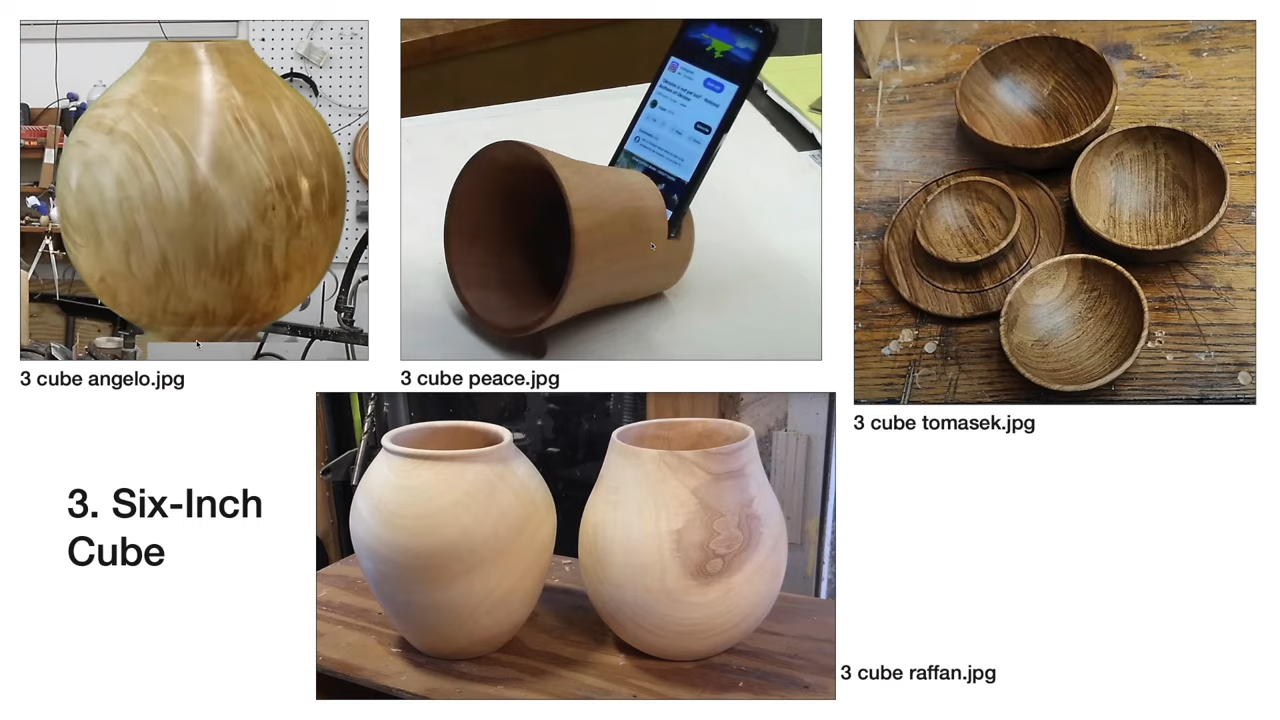 3 cube angelo.jpg
3 cube peace.jpg
3 cube tomasek.jpg
3. Six-Inch
Cube
3 cube raffan.jpg